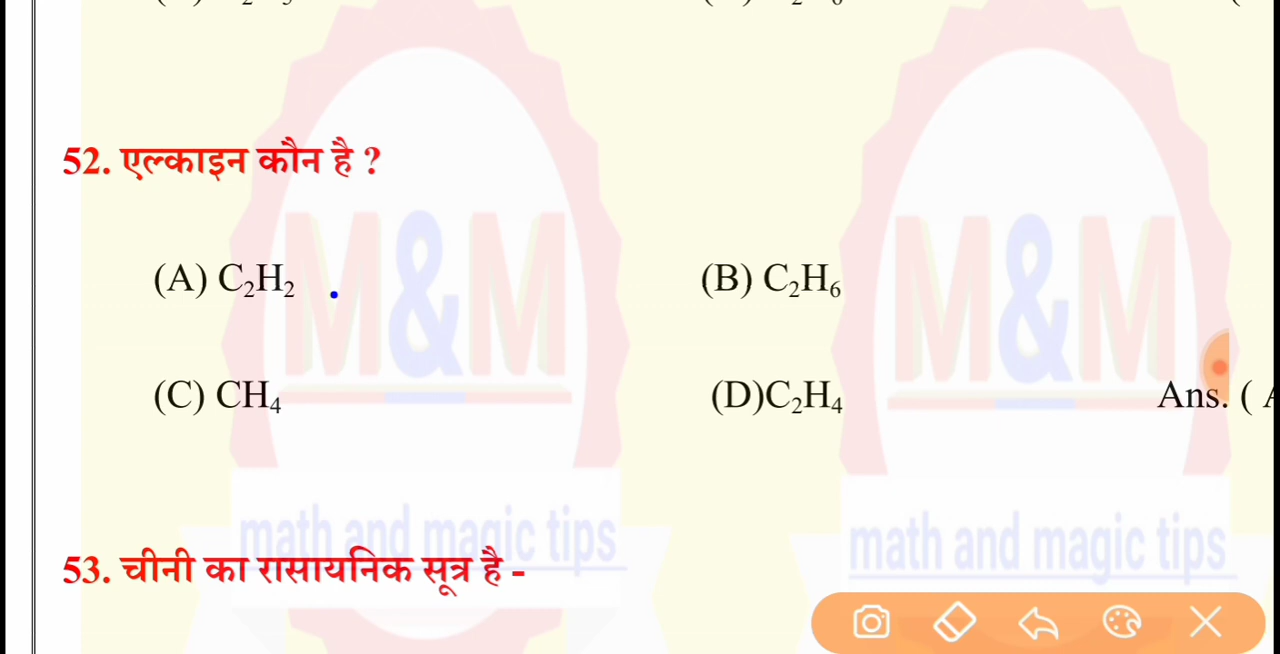 52. एल्काइन कौन है ?
(A) C₂H₂ (B) C₂H₆
(C) CH₄ (D)C₂H₄ Ans. (
53. चीनी का रासायनिक सूत्र है -
M&M M&M
math and magic tips math and magic tips